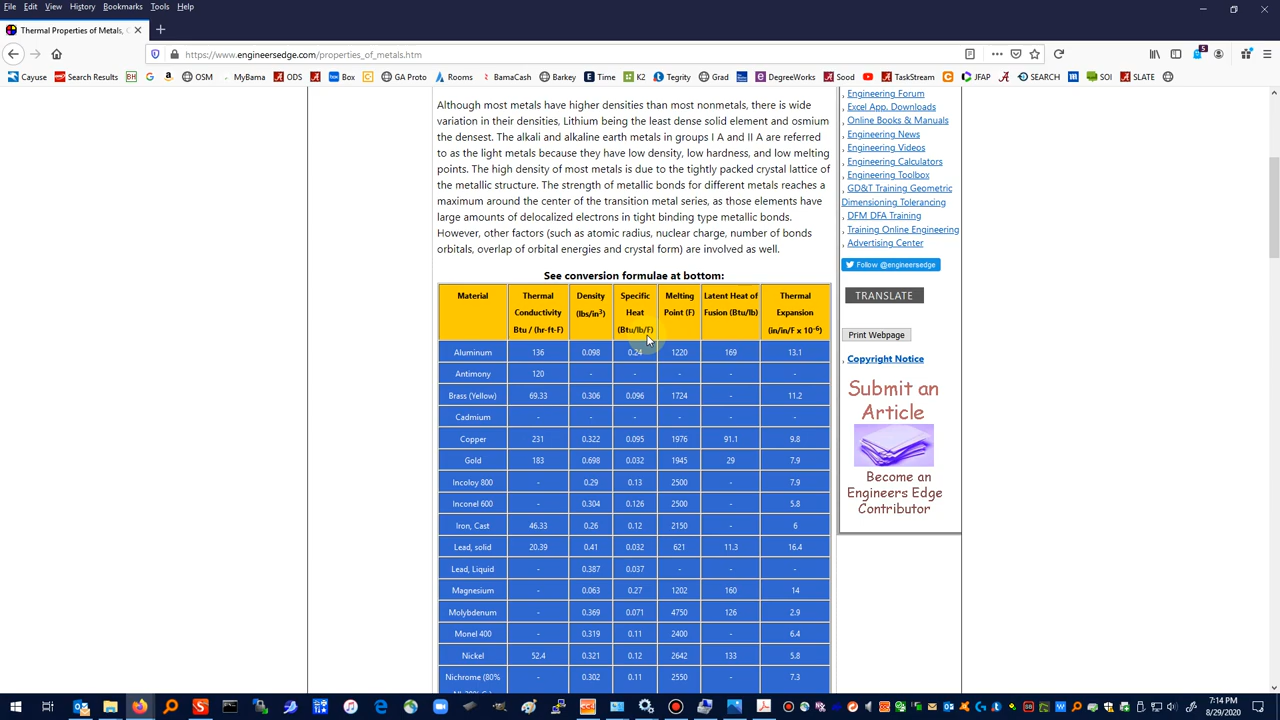 File Edit View History Bookmarks Tools Help
Thermal Properties of Metals, C
https://www.engineersedge.com/properties_of_metals.htm
5
Cayuse Search Results BH OSM MyBama ODS Box GA Proto Rooms BamaCash Barkey Time K2 Tegrity Grad DegreeWorks Sood TaskStream JFAP SEARCH SOI SLATE
Although most metals have higher densities than most nonmetals, there is wide
variation in their densities, Lithium being the least dense solid element and osmium
the densest. The alkali and alkaline earth metals in groups I A and II A are referred
to as the light metals because they have low density, low hardness, and low melting
points. The high density of most metals is due to the tightly packed crystal lattice of
the metallic structure. The strength of metallic bonds for different metals reaches a
maximum around the center of the transition metal series, as those elements have
large amounts of delocalized electrons in tight binding type metallic bonds.
However, other factors (such as atomic radius, nuclear charge, number of bonds
orbitals, overlap of orbital energies and crystal form) are involved as well.
See conversion formulae at bottom:
Material Thermal Conductivity Btu / (hr-ft-F) Density (lbs/in³) Specific Heat (Btu/lb/F) Melting Point (F) Latent Heat of Fusion (Btu/lb) Thermal Expansion (in/in/F x 10⁻⁶)
Aluminum 136 0.098 0.24 1220 169 13.1
Antimony 120 - - - - -
Brass (Yellow) 69.33 0.306 0.096 1724 - 11.2
Cadmium - - - - - -
Copper 231 0.322 0.095 1976 91.1 9.8
Gold 183 0.698 0.032 1945 29 7.9
Incoloy 800 - 0.29 0.13 2500 - 7.9
Inconel 600 - 0.304 0.126 2500 - 5.8
Iron, Cast 46.33 0.26 0.12 2150 - 6
Lead, solid 20.39 0.41 0.032 621 11.3 16.4
Lead, Liquid - 0.387 0.037 - - -
Magnesium - 0.063 0.27 1202 160 14
Molybdenum - 0.369 0.071 4750 126 2.9
Monel 400 - 0.319 0.11 2400 - 6.4
Nickel 52.4 0.321 0.12 2642 133 5.8
Nichrome (80% - 0.302 0.11 2550 - 7.3
, Engineering Forum
, Excel App. Downloads
, Online Books & Manuals
, Engineering News
, Engineering Videos
, Engineering Calculators
, Engineering Toolbox
, GD&T Training Geometric
Dimensioning Tolerancing
, DFM DFA Training
, Training Online Engineering
, Advertising Center
Follow @engineersedge
TRANSLATE
Print Webpage
, Copyright Notice
Submit an
Article
Become an
Engineers Edge
Contributor
7:14 PM
8/29/2020